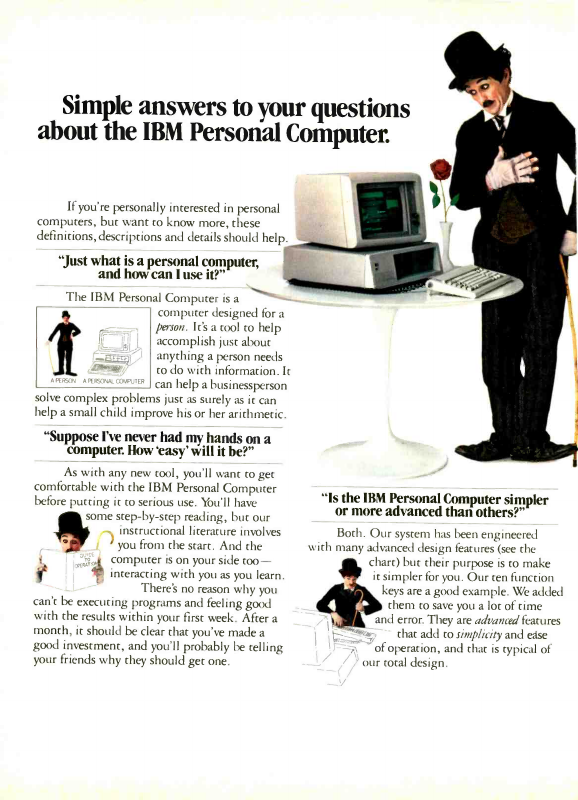 Simple answers to your questions
about the IBM Personal Computer.
If you're personally interested in personal
computers, but want to know more, these
definitions, descriptions and details should help.
"Just what is a personal computer,
and how can I use it?"
The IBM Personal Computer is a
computer designed for a
person. It's a tool to help
accomplish just about
anything a person needs
to do with information. It
can help a businessperson
solve complex problems just as surely as it can
help a small child improve his or her arithmetic.
A PERSON
A PERSONAL COMPUTER
"Suppose I've never had my hands on a
computer. How 'easy' will it be?"
As with any new tool, you'll want to get
comfortable with the IBM Personal Computer
before putting it to serious use. You'll have
some step-by-step reading, but our
instructional literature involves
you from the start. And the
computer is on your side too—
interacting with you as you learn.
There's no reason why you
can't be executing programs and feeling good
with the results within your first week. After a
month, it should be clear that you've made a
good investment, and you'll probably be telling
your friends why they should get one.
GUIDE
TO
OPERATIONS
"Is the IBM Personal Computer simpler
or more advanced than others?"
Both. Our system has been engineered
with many advanced design features (see the
chart) but their purpose is to make
it simpler for you. Our ten function
keys are a good example. We added
them to save you a lot of time
and error. They are advanced features
that add to simplicity and ease
of operation, and that is typical of
our total design.